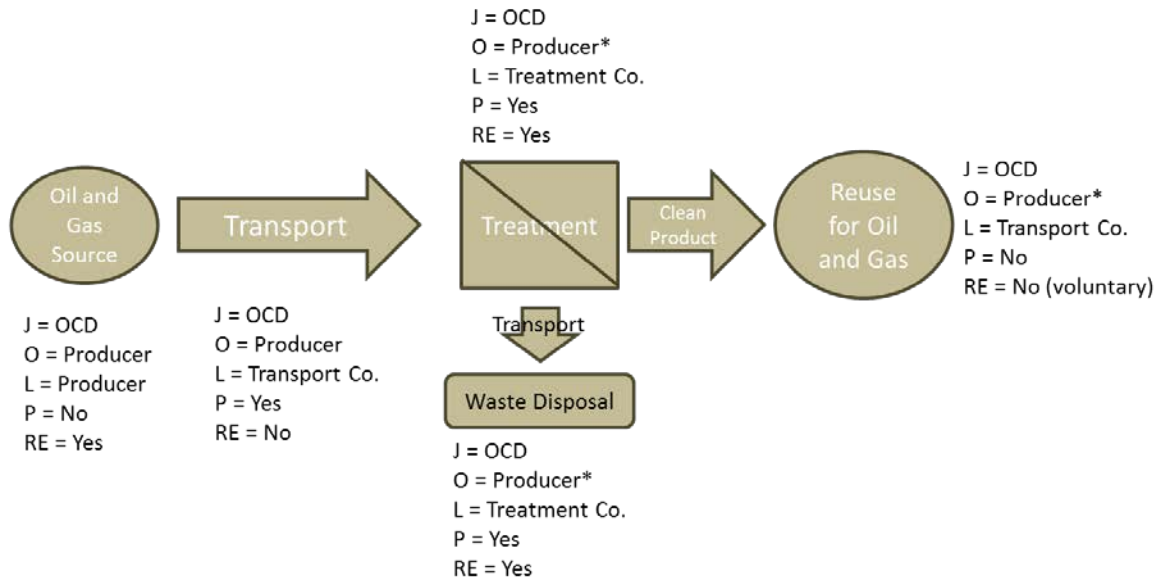 J = OCD
O = Producer*
L = Treatment Co.
P = Yes
RE = Yes
Oil and
Gas
Source
Transport
Treatment
Clean
Product
Reuse
for Oil
and Gas
J = OCD
O = Producer*
L = Transport Co.
P = No
RE = No (voluntary)
J = OCD
O = Producer
L = Producer
P = No
RE = Yes
J = OCD
O = Producer
L = Transport Co.
P = Yes
RE = No
Transport
Waste Disposal
J = OCD
O = Producer*
L = Treatment Co.
P = Yes
RE = Yes